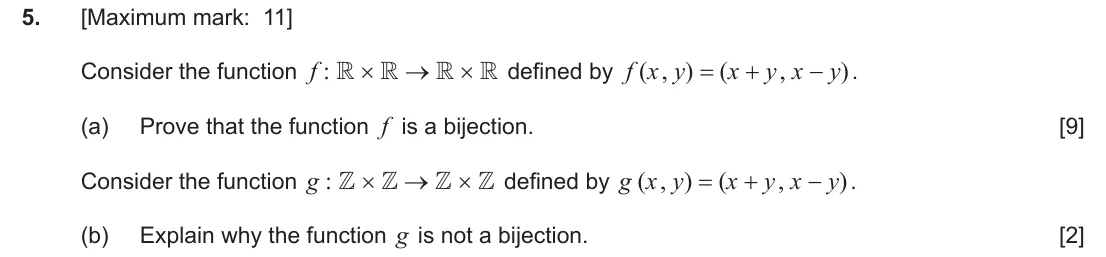 5. [Maximum mark: 11]
Consider the function f : ℝ × ℝ → ℝ × ℝ defined by f(x, y) = (x + y, x − y).
(a) Prove that the function f is a bijection. [9]
Consider the function g : ℤ × ℤ → ℤ × ℤ defined by g(x, y) = (x + y, x − y).
(b) Explain why the function g is not a bijection. [2]